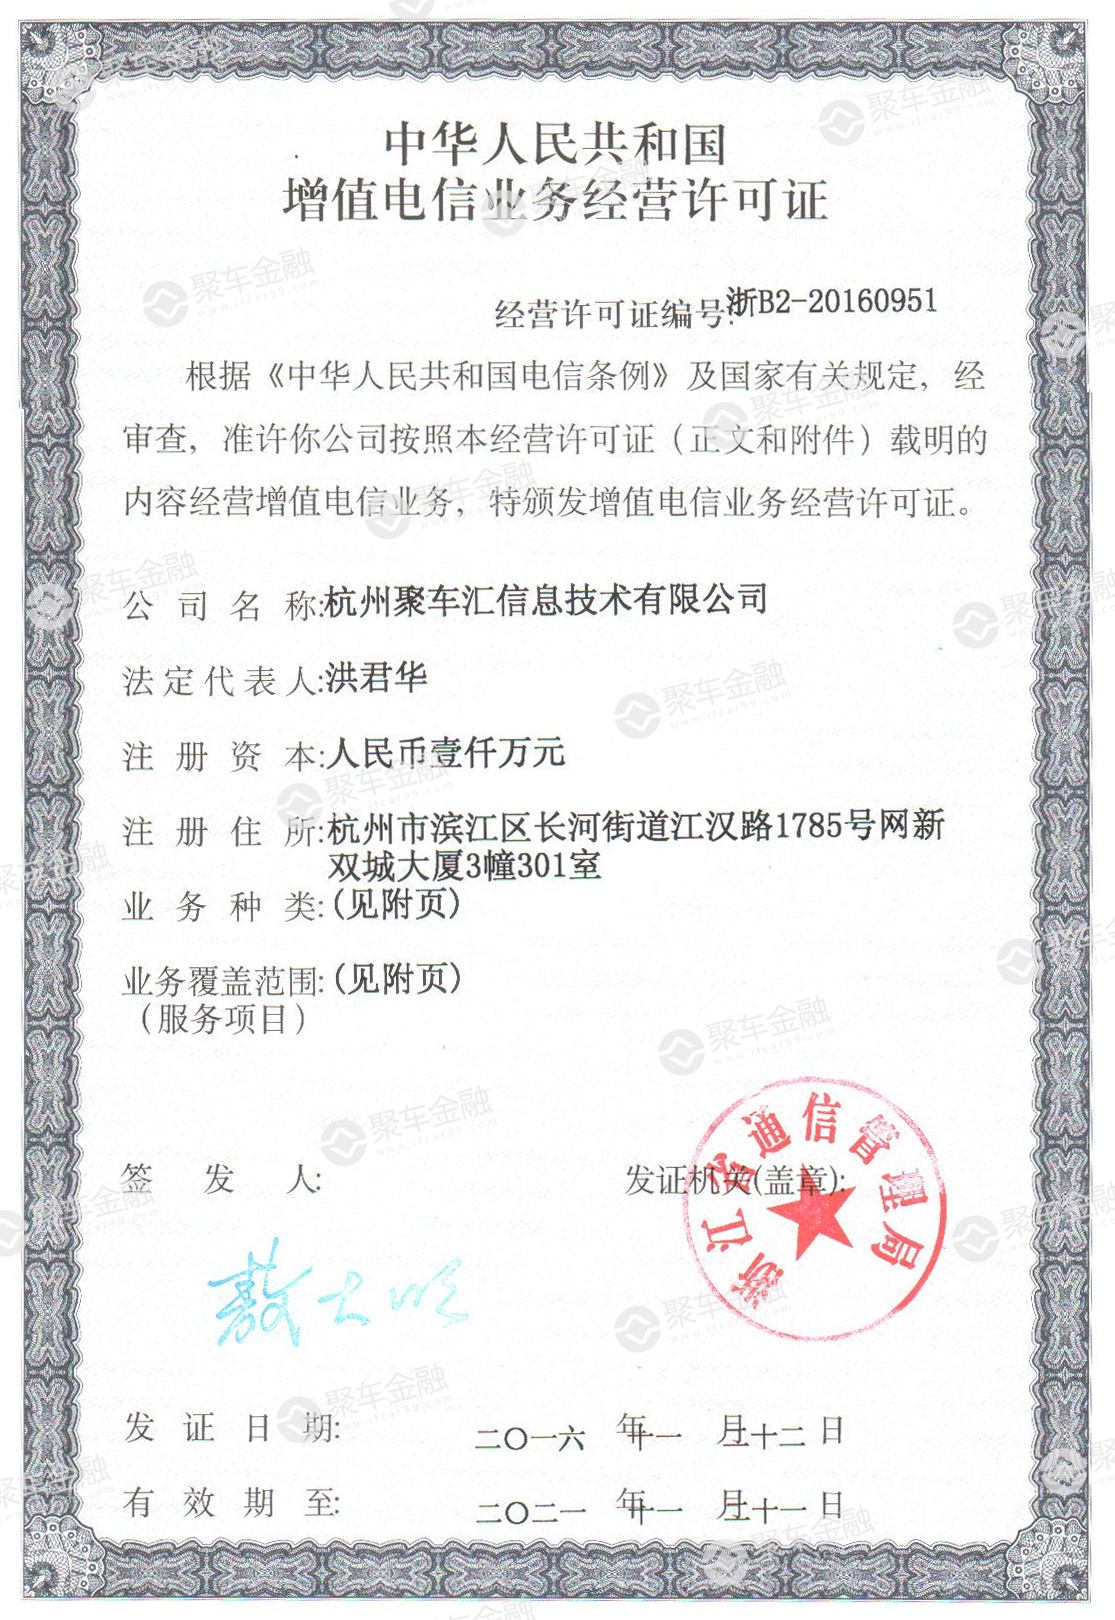 中华人民共和国
增值电信业务经营许可证
经营许可证编号:浙B2-20160951
根据《中华人民共和国电信条例》及国家有关规定，经
审查，准许你公司按照本经营许可证（正文和附件）载明的
内容经营增值电信业务，特颁发增值电信业务经营许可证。
公司名称:杭州聚车汇信息技术有限公司
法定代表人:洪君华
注册资本:人民币壹仟万元
注册住所:杭州市滨江区长河街道江汉路1785号网新
双城大厦3幢301室
业务种类:(见附页)
业务覆盖范围:(见附页)
（服务项目）
签发人:
发证机关(盖章):
浙江省通信管理局
发证日期: 二〇一六 年十一 月二十二日
有效期至: 二〇二一 年十一 月二十一日
聚车金融
www.ifcar99.com